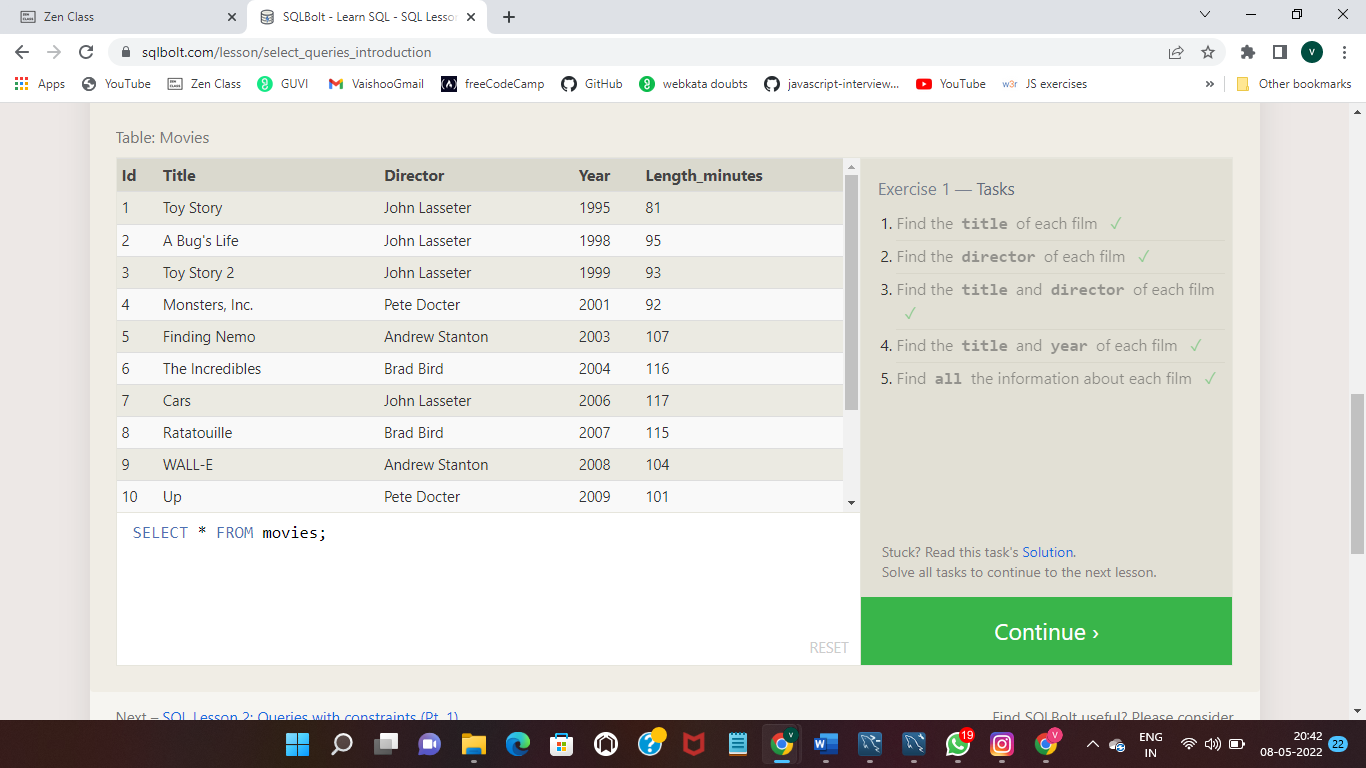 Zen Class
SQLBolt - Learn SQL - SQL Lesso
sqlbolt.com/lesson/select_queries_introduction
V
Apps YouTube Zen Class GUVI VaishooGmail freeCodeCamp GitHub webkata doubts javascript-interview... YouTube w3r JS exercises » Other bookmarks
Table: Movies
Id Title Director Year Length_minutes
1 Toy Story John Lasseter 1995 81
2 A Bug's Life John Lasseter 1998 95
3 Toy Story 2 John Lasseter 1999 93
4 Monsters, Inc. Pete Docter 2001 92
5 Finding Nemo Andrew Stanton 2003 107
6 The Incredibles Brad Bird 2004 116
7 Cars John Lasseter 2006 117
8 Ratatouille Brad Bird 2007 115
9 WALL-E Andrew Stanton 2008 104
10 Up Pete Docter 2009 101
SELECT * FROM movies;
RESET
Exercise 1 — Tasks
1. Find the title of each film ✓
2. Find the director of each film ✓
3. Find the title and director of each film
✓
4. Find the title and year of each film ✓
5. Find all the information about each film ✓
Stuck? Read this task's Solution.
Solve all tasks to continue to the next lesson.
Continue ›
Next – SQL Lesson 2: Queries with constraints (Pt. 1)
Find SQLBolt useful? Please consider
V
19
V
ENG
IN
20:42
08-05-2022
22